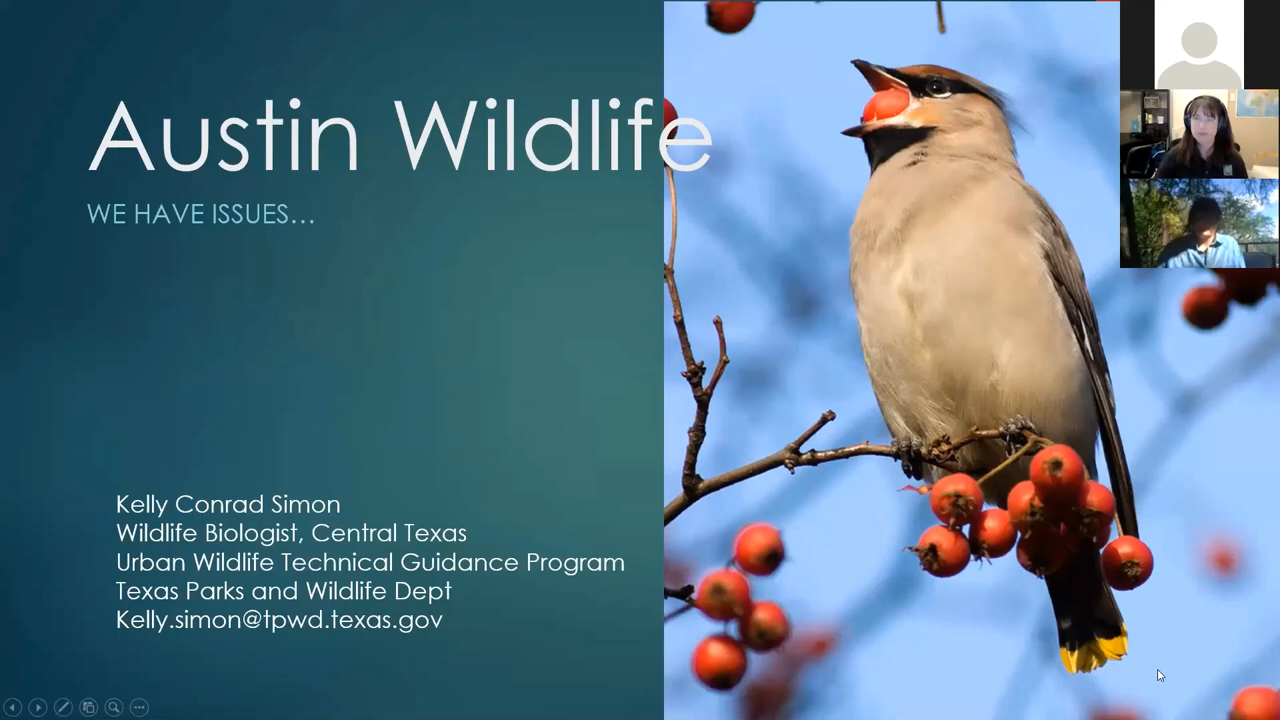 Austin Wildlife
WE HAVE ISSUES...
Kelly Conrad Simon
Wildlife Biologist, Central Texas
Urban Wildlife Technical Guidance Program
Texas Parks and Wildlife Dept
Kelly.simon@tpwd.texas.gov